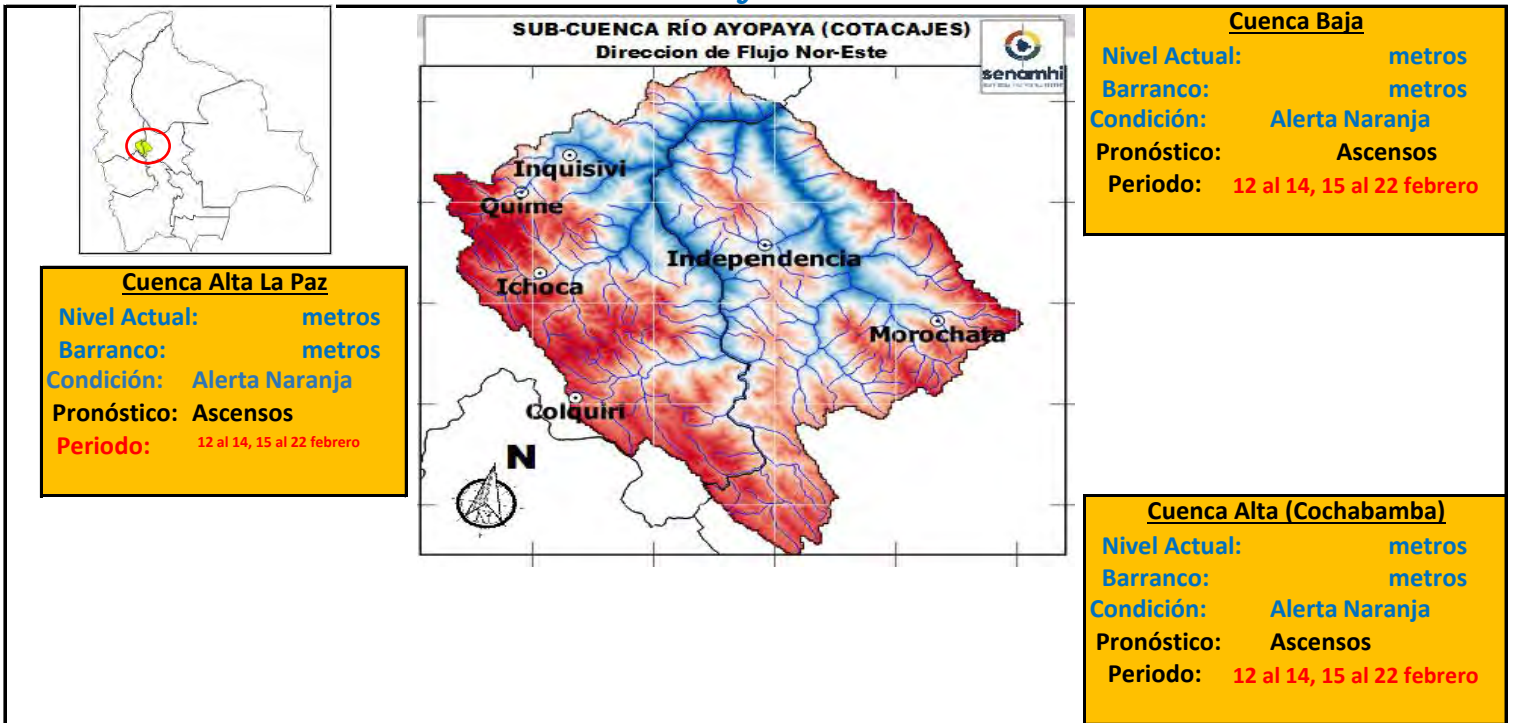 SUB-CUENCA RÍO AYOPAYA (COTACAJES)
Direccion de Flujo Nor-Este
senamhi
Inquisivi
Quime
Independencia
Ichoca
Morochata
Colquiri
N
Cuenca Baja
Nivel Actual: metros
Barranco: metros
Condición: Alerta Naranja
Pronóstico: Ascensos
Periodo: 12 al 14, 15 al 22 febrero
Cuenca Alta La Paz
Nivel Actual: metros
Barranco: metros
Condición: Alerta Naranja
Pronóstico: Ascensos
Periodo: 12 al 14, 15 al 22 febrero
Cuenca Alta (Cochabamba)
Nivel Actual: metros
Barranco: metros
Condición: Alerta Naranja
Pronóstico: Ascensos
Periodo: 12 al 14, 15 al 22 febrero